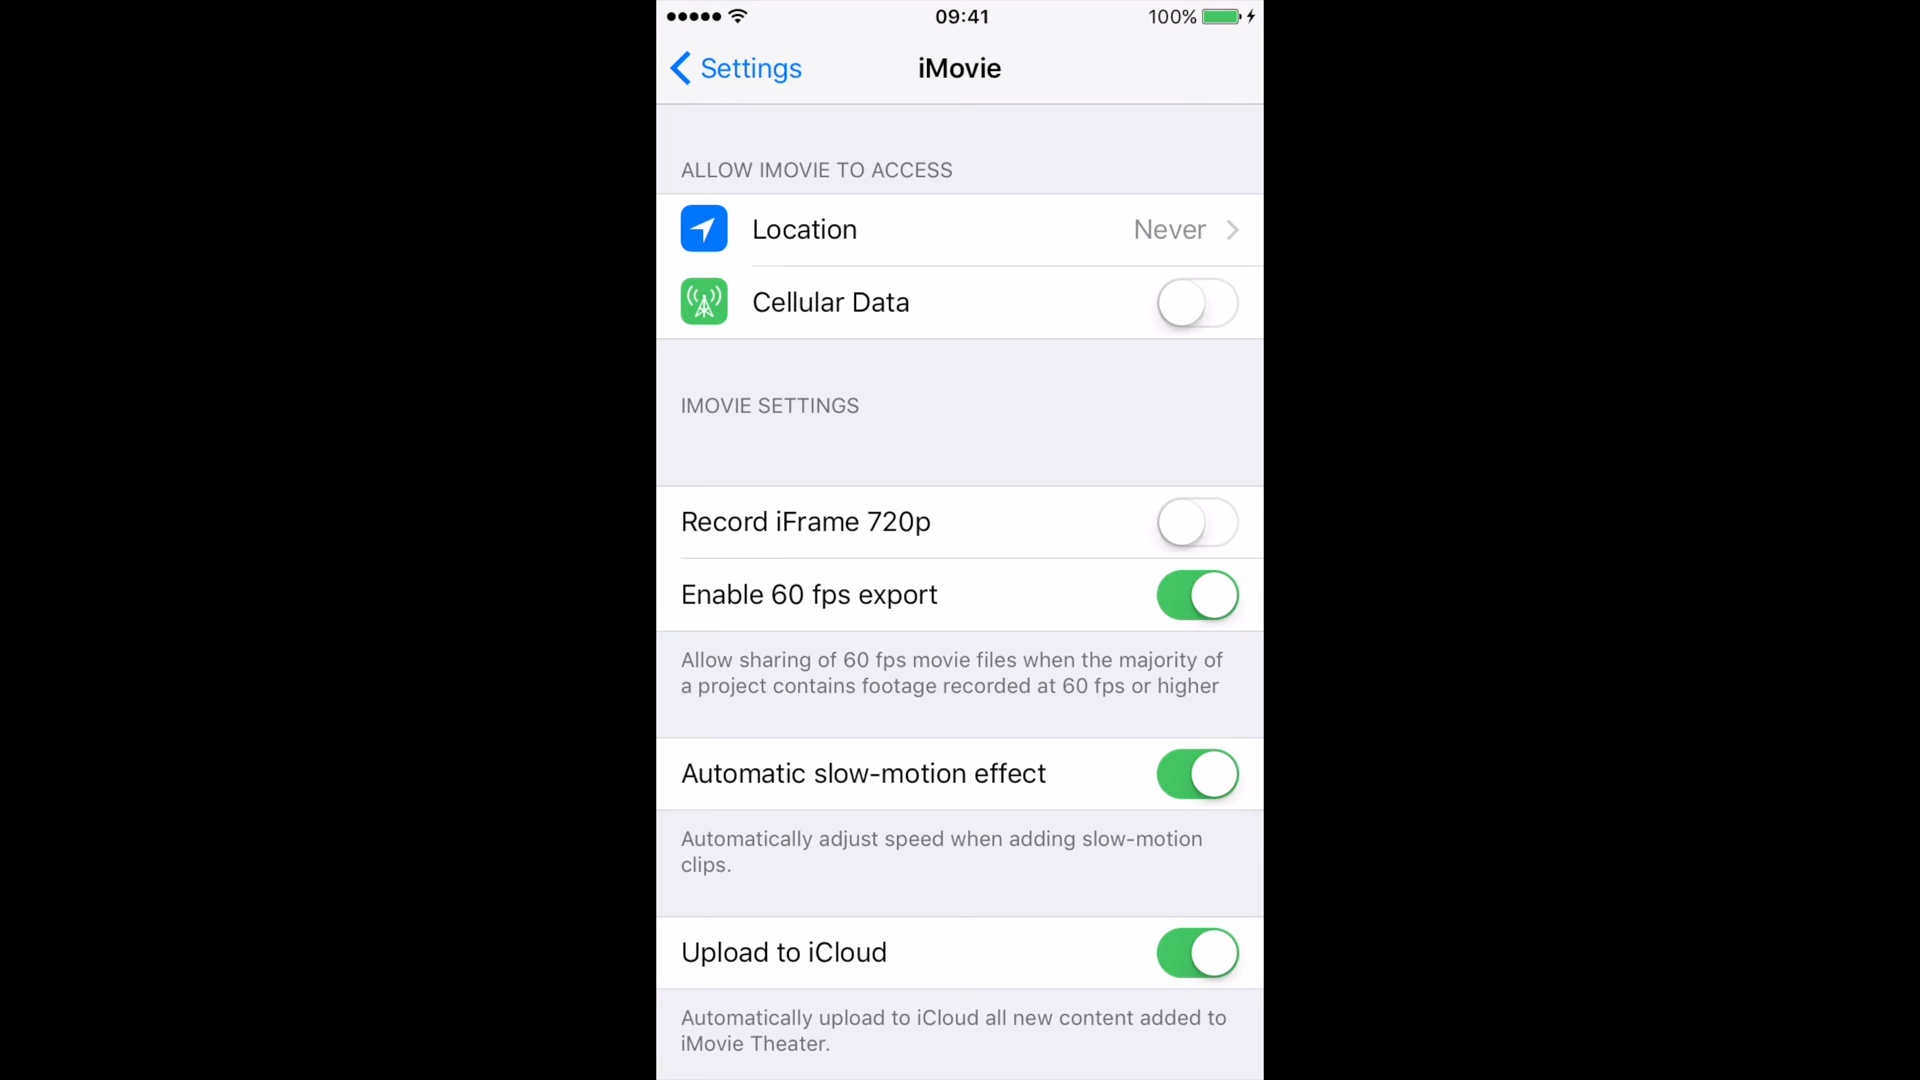 09:41
100%
Settings
iMovie
ALLOW IMOVIE TO ACCESS
Location
Never
Cellular Data
IMOVIE SETTINGS
Record iFrame 720p
Enable 60 fps export
Allow sharing of 60 fps movie files when the majority of
a project contains footage recorded at 60 fps or higher
Automatic slow-motion effect
Automatically adjust speed when adding slow-motion
clips.
Upload to iCloud
Automatically upload to iCloud all new content added to
iMovie Theater.